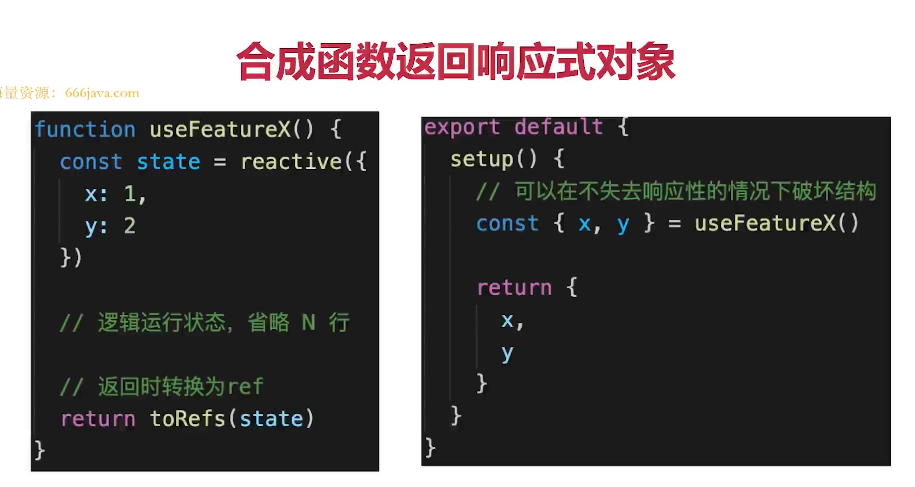 合成函数返回响应式对象
量资源：666java.com
function useFeatureX() {
  const state = reactive({
    x: 1,
    y: 2
  })
  // 逻辑运行状态，省略 N 行
  // 返回时转换为ref
  return toRefs(state)
}
export default {
  setup() {
    // 可以在不失去响应性的情况下破坏结构
    const { x, y } = useFeatureX()
    return {
      x,
      y
    }
  }
}